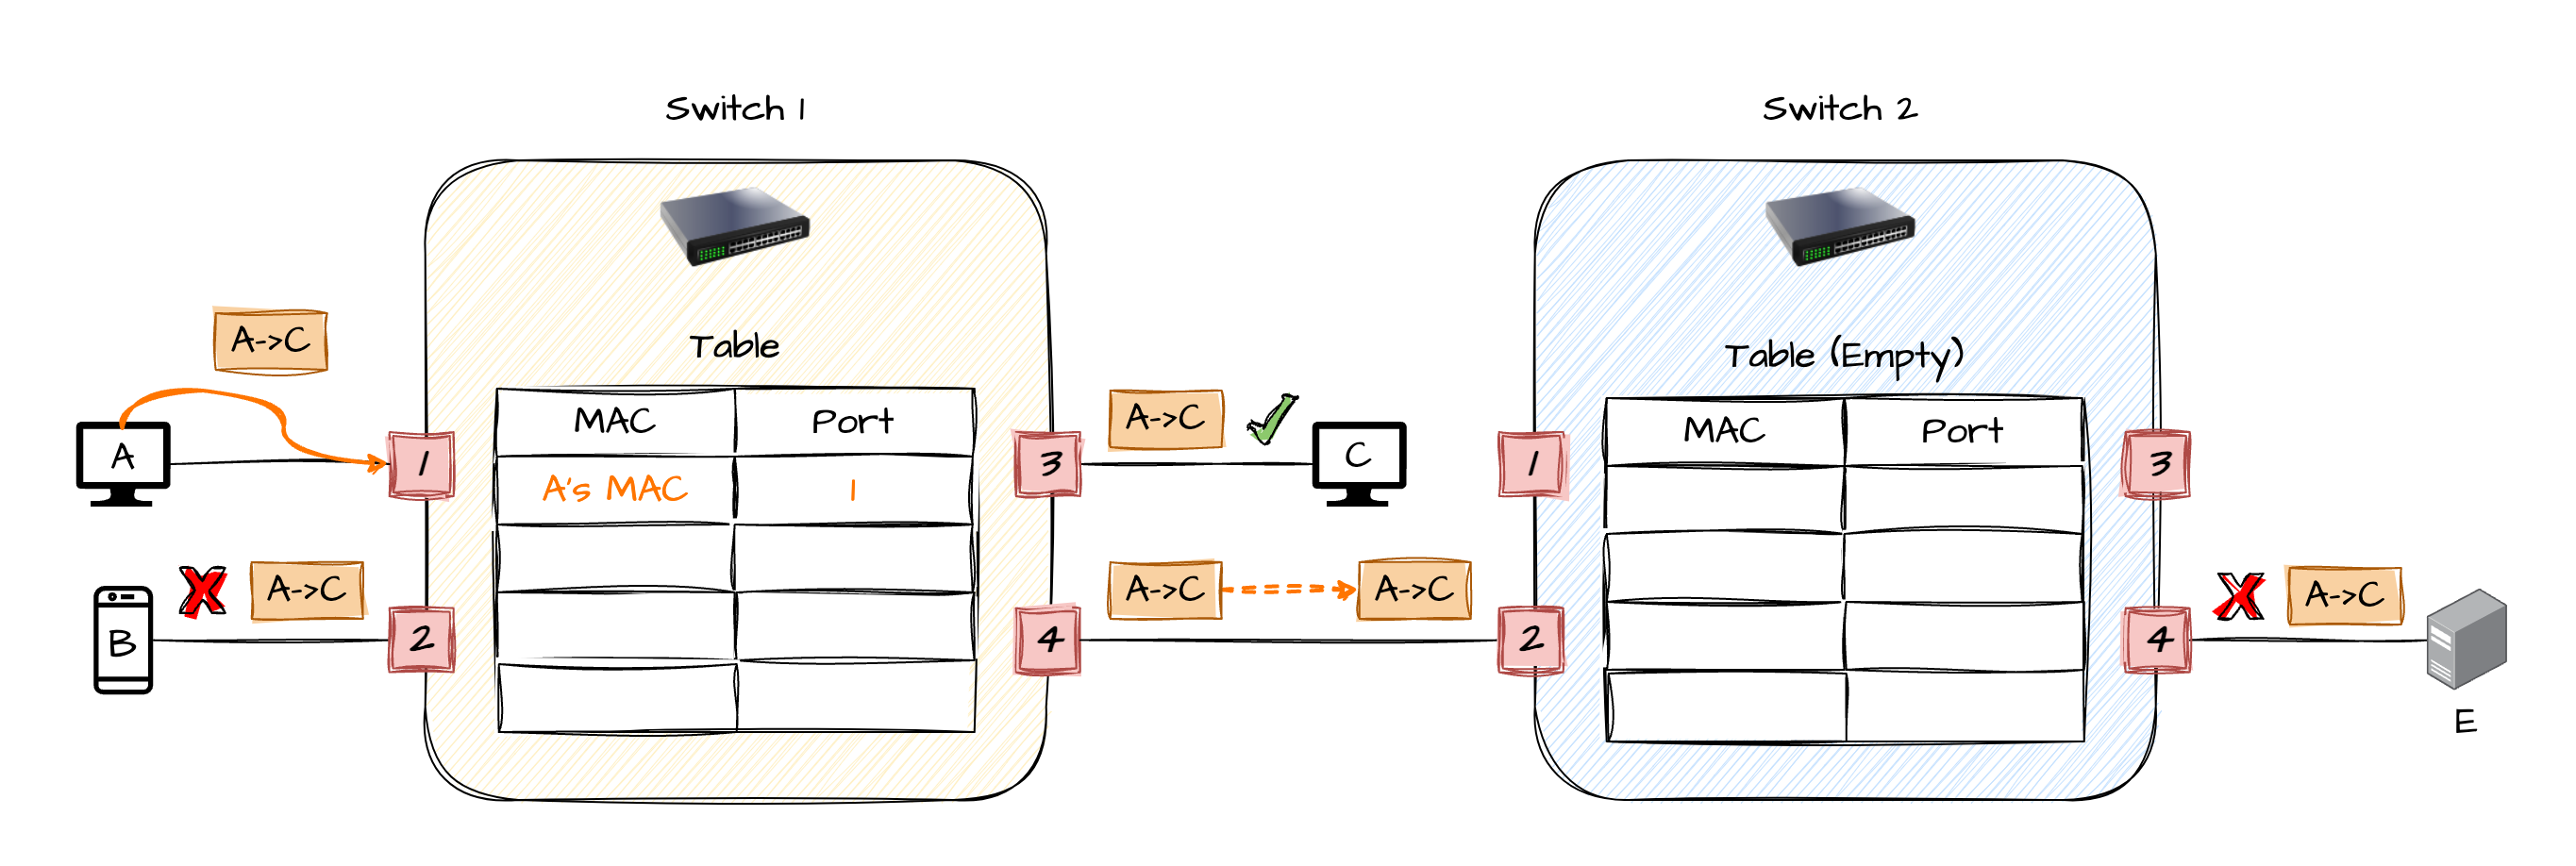 Switch 1
Switch 2
Table
Table (Empty)
MAC
Port
A's MAC
1
MAC
Port
A->C
A
1
B
A->C
2
3
A->C
C
4
A->C
A->C
1
2
3
4
A->C
E